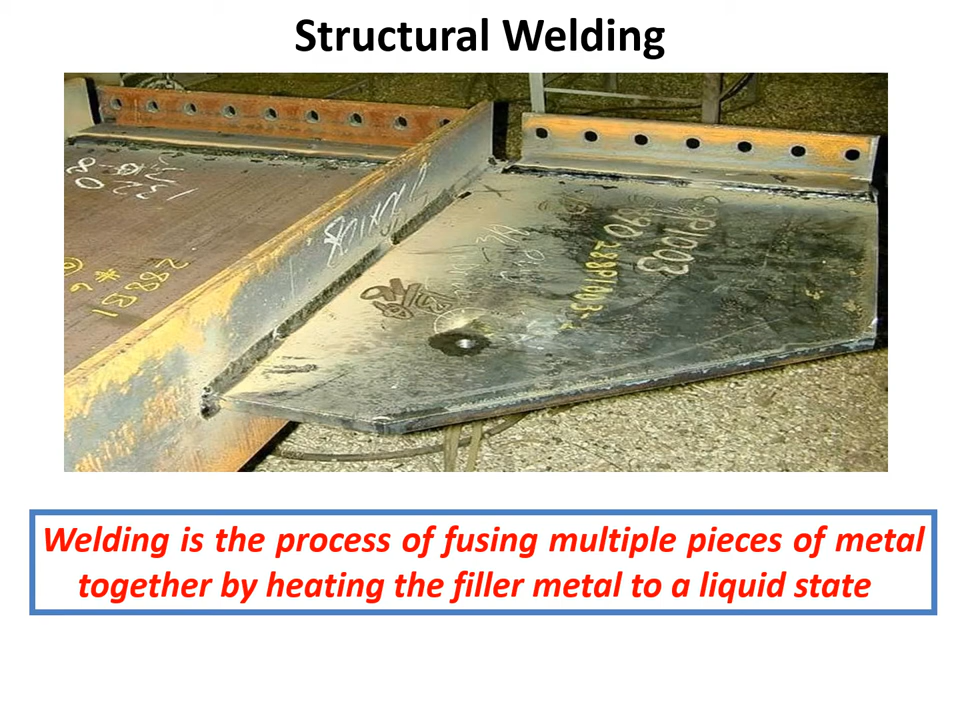 Structural Welding
2881
Welding is the process of fusing multiple pieces of metal
together by heating the filler metal to a liquid state